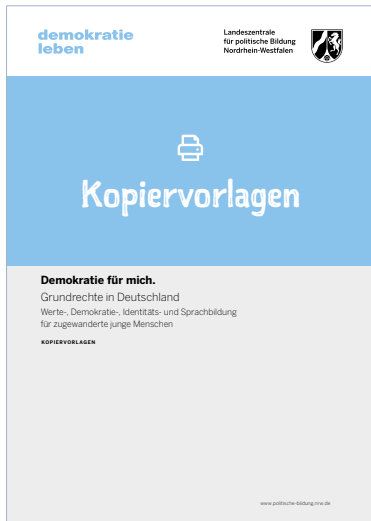 demokratie
leben
Landeszentrale
für politische Bildung
Nordrhein-Westfalen
Kopiervorlagen
Demokratie für mich.
Grundrechte in Deutschland
Werte-, Demokratie-, Identitäts- und Sprachbildung
für zugewanderte junge Menschen
KOPIERVORLAGEN
www.politische-bildung.nrw.de